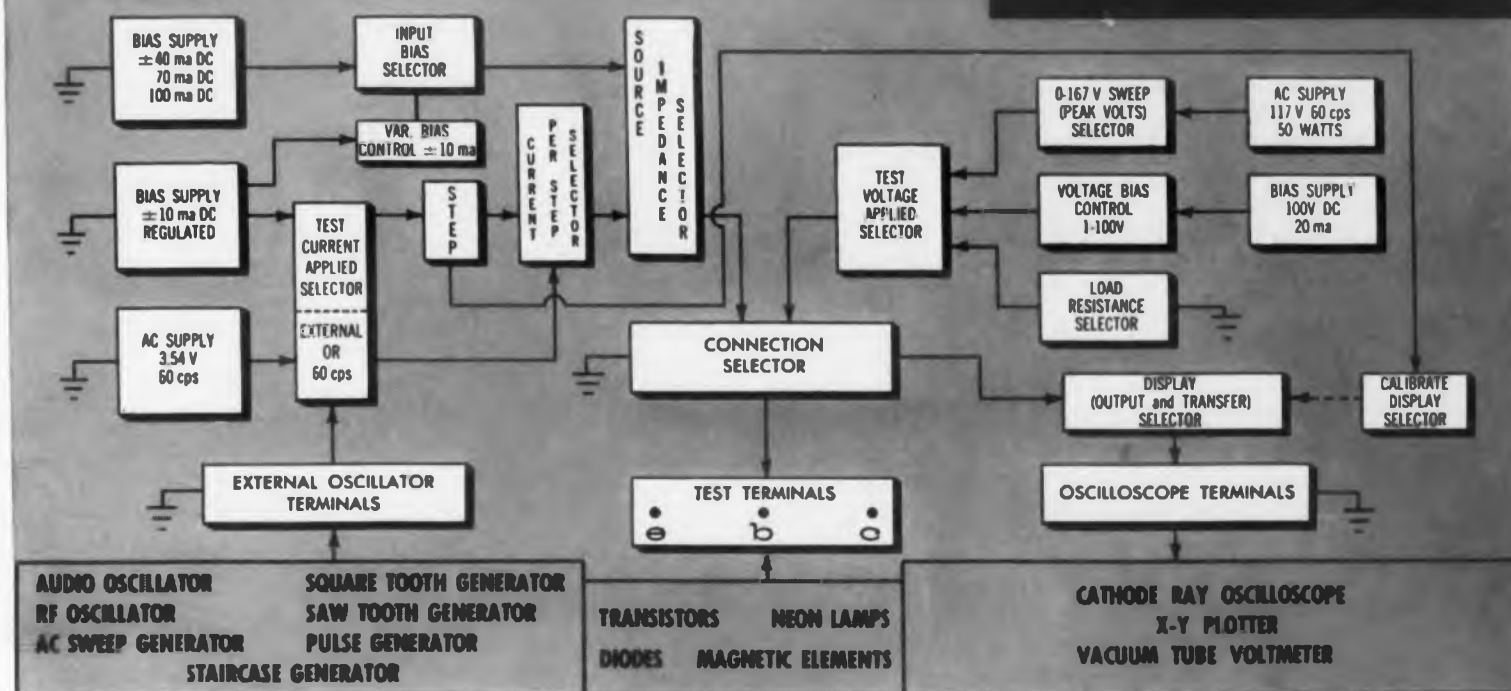 BIAS SUPPLY
±40 ma DC
70 ma DC
100 ma DC
INPUT
BIAS
SELECTOR
VAR. BIAS
CONTROL ±10 ma
BIAS SUPPLY
±10 ma DC
REGULATED
TEST
CURRENT
APPLIED
SELECTOR
EXTERNAL
OR
60 cps
AC SUPPLY
3.54 V
60 cps
STEP
CURRENT
PER STEP
SELECTOR
SOURCE
IMPEDANCE
SELECTOR
EXTERNAL OSCILLATOR
TERMINALS
TEST
VOLTAGE
APPLIED
SELECTOR
0-167 V SWEEP
(PEAK VOLTS)
SELECTOR
AC SUPPLY
117 V 60 cps
50 WATTS
VOLTAGE BIAS
CONTROL
1-100V
BIAS SUPPLY
100V DC
20 ma
LOAD
RESISTANCE
SELECTOR
CONNECTION
SELECTOR
DISPLAY
(OUTPUT and TRANSFER)
SELECTOR
CALIBRATE
DISPLAY
SELECTOR
TEST TERMINALS
e b c
OSCILLOSCOPE TERMINALS
AUDIO OSCILLATOR SQUARE TOOTH GENERATOR
RF OSCILLATOR SAW TOOTH GENERATOR
AC SWEEP GENERATOR PULSE GENERATOR
STAIRCASE GENERATOR
TRANSISTORS NEON LAMPS
DIODES MAGNETIC ELEMENTS
CATHODE RAY OSCILLOSCOPE
X-Y PLOTTER
VACUUM TUBE VOLTMETER